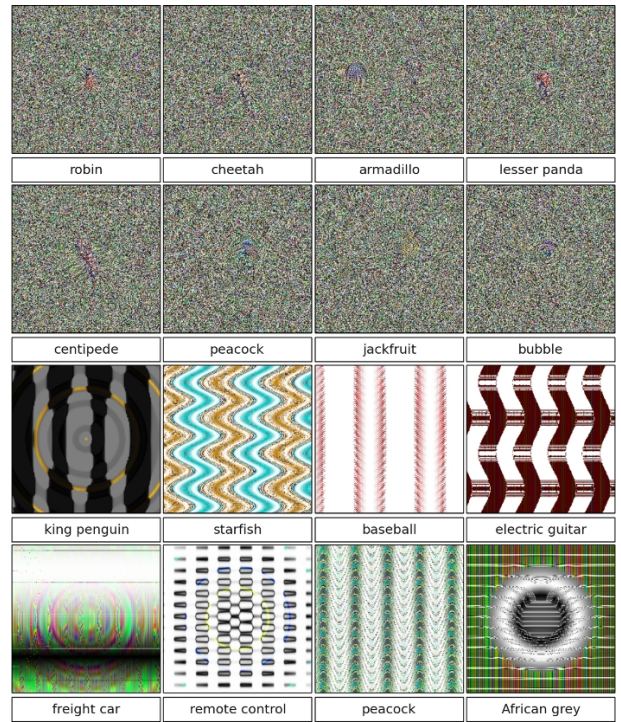 robin
cheetah
armadillo
lesser panda
centipede
peacock
jackfruit
bubble
king penguin
starfish
baseball
electric guitar
freight car
remote control
peacock
African grey